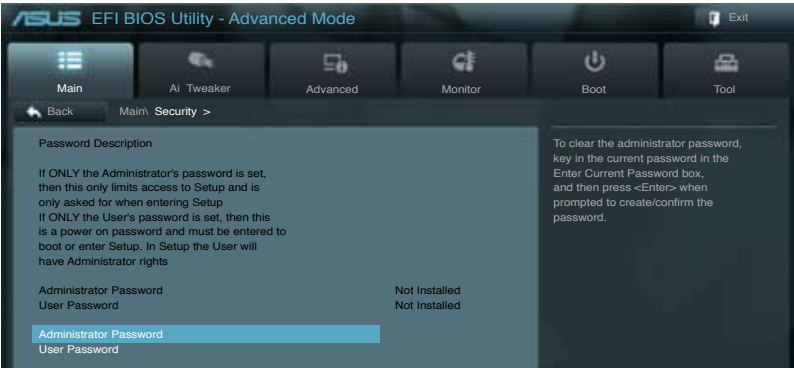 ASUS EFI BIOS Utility - Advanced Mode
Exit
Main
Ai Tweaker
Advanced
Monitor
Boot
Tool
Back
Main\ Security >
Password Description
If ONLY the Administrator's password is set,
then this only limits access to Setup and is
only asked for when entering Setup
If ONLY the User's password is set, then this
is a power on password and must be entered to
boot or enter Setup. In Setup the User will
have Administrator rights
Administrator Password Not Installed
User Password Not Installed
Administrator Password
User Password
To clear the administrator password,
key in the current password in the
Enter Current Password box,
and then press <Enter> when
prompted to create/confirm the
password.